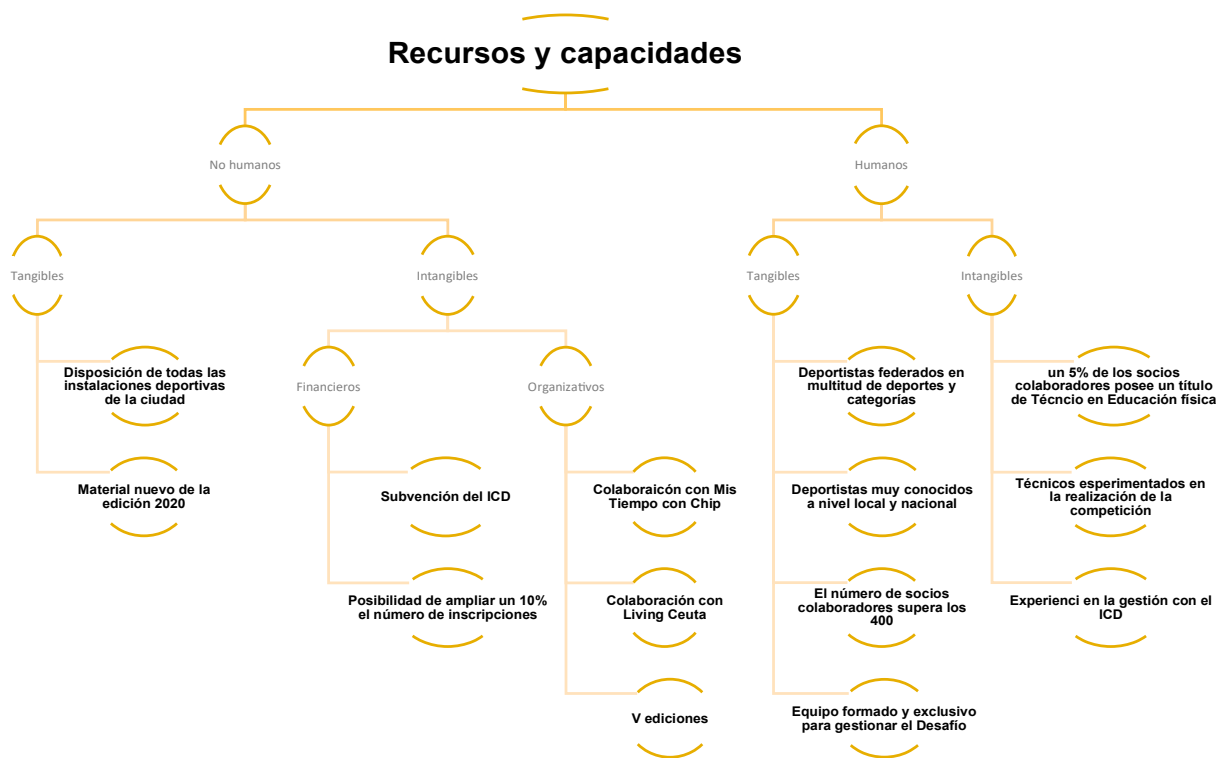 Recursos y capacidades
No humanos
Humanos
Tangibles
Intangibles
Tangibles
Intangibles
Disposición de todas las
instalaciones deportivas
de la ciudad
Material nuevo de la
edición 2020
Financieros
Subvención del ICD
Posibilidad de ampliar un 10%
el número de inscripciones
Organizativos
Colaboraicón con Mis
Tiempo con Chip
Colaboración con
Living Ceuta
V ediciones
Deportistas federados en
multitud de deportes y
categorías
Deportistas muy conocidos
a nivel local y nacional
El número de socios
colaboradores supera los
400
Equipo formado y exclusivo
para gestionar el Desafío
un 5% de los socios
colaboradores posee un título
de Técncio en Educación física
Técnicos esperimentados en
la realización de la
competición
Experienci en la gestión con el
ICD